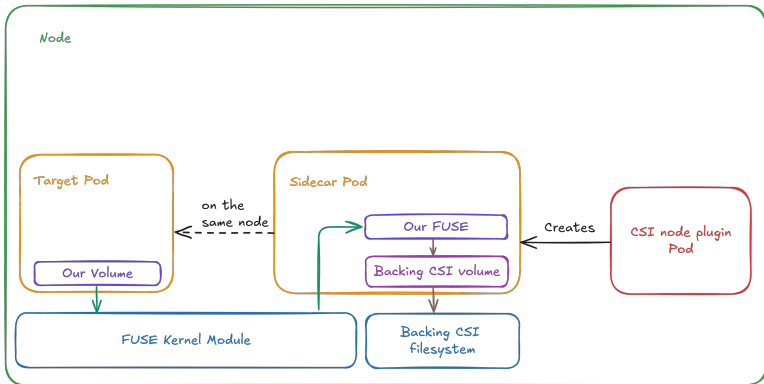 Node
Target Pod
Sidecar Pod
on the
same node
Our FUSE
Creates
CSI node plugin
Pod
Our Volume
Backing CSI volume
FUSE Kernel Module
Backing CSI
filesystem